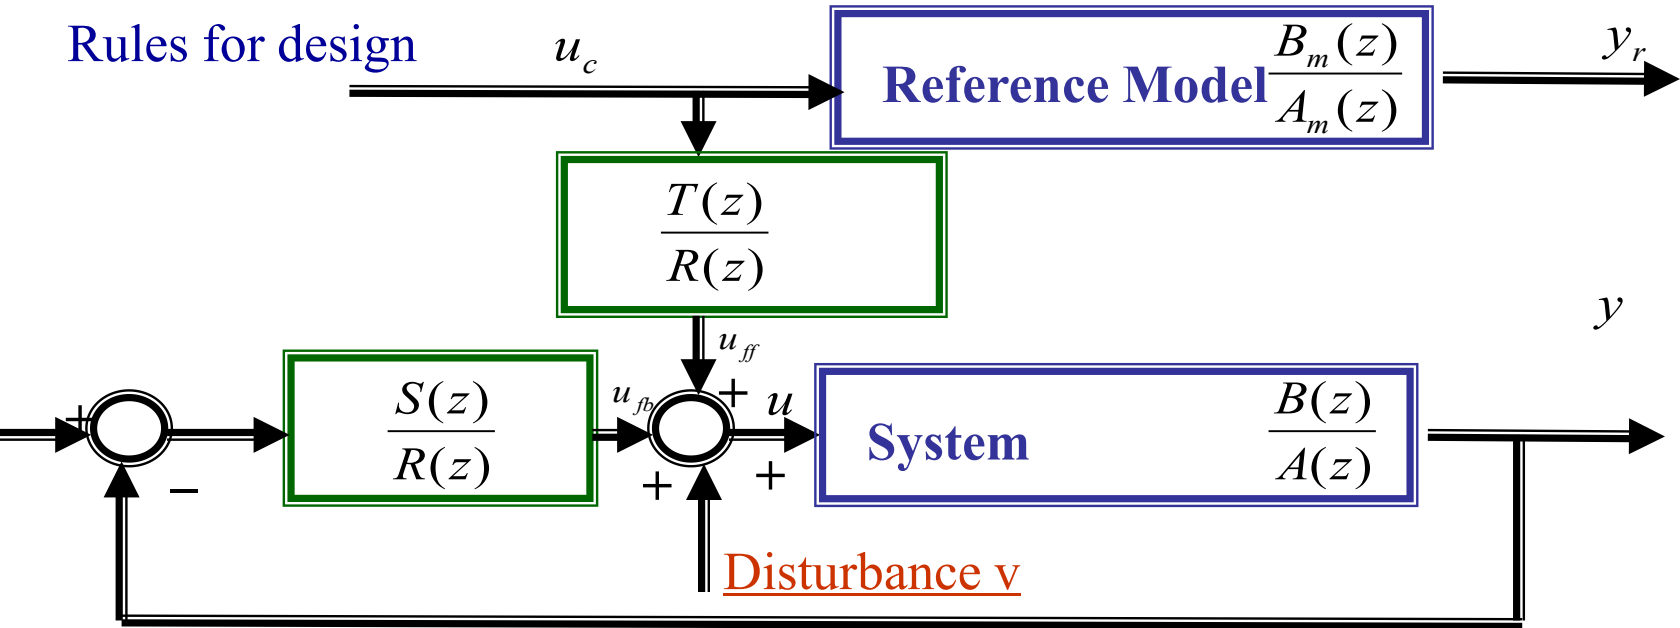 Rules for design
u_c
Reference Model B_m(z) / A_m(z)
y_r
T(z) / R(z)
u_ff
y
+
S(z) / R(z)
u_fb
+
u
System B(z) / A(z)
−
+
+
Disturbance v